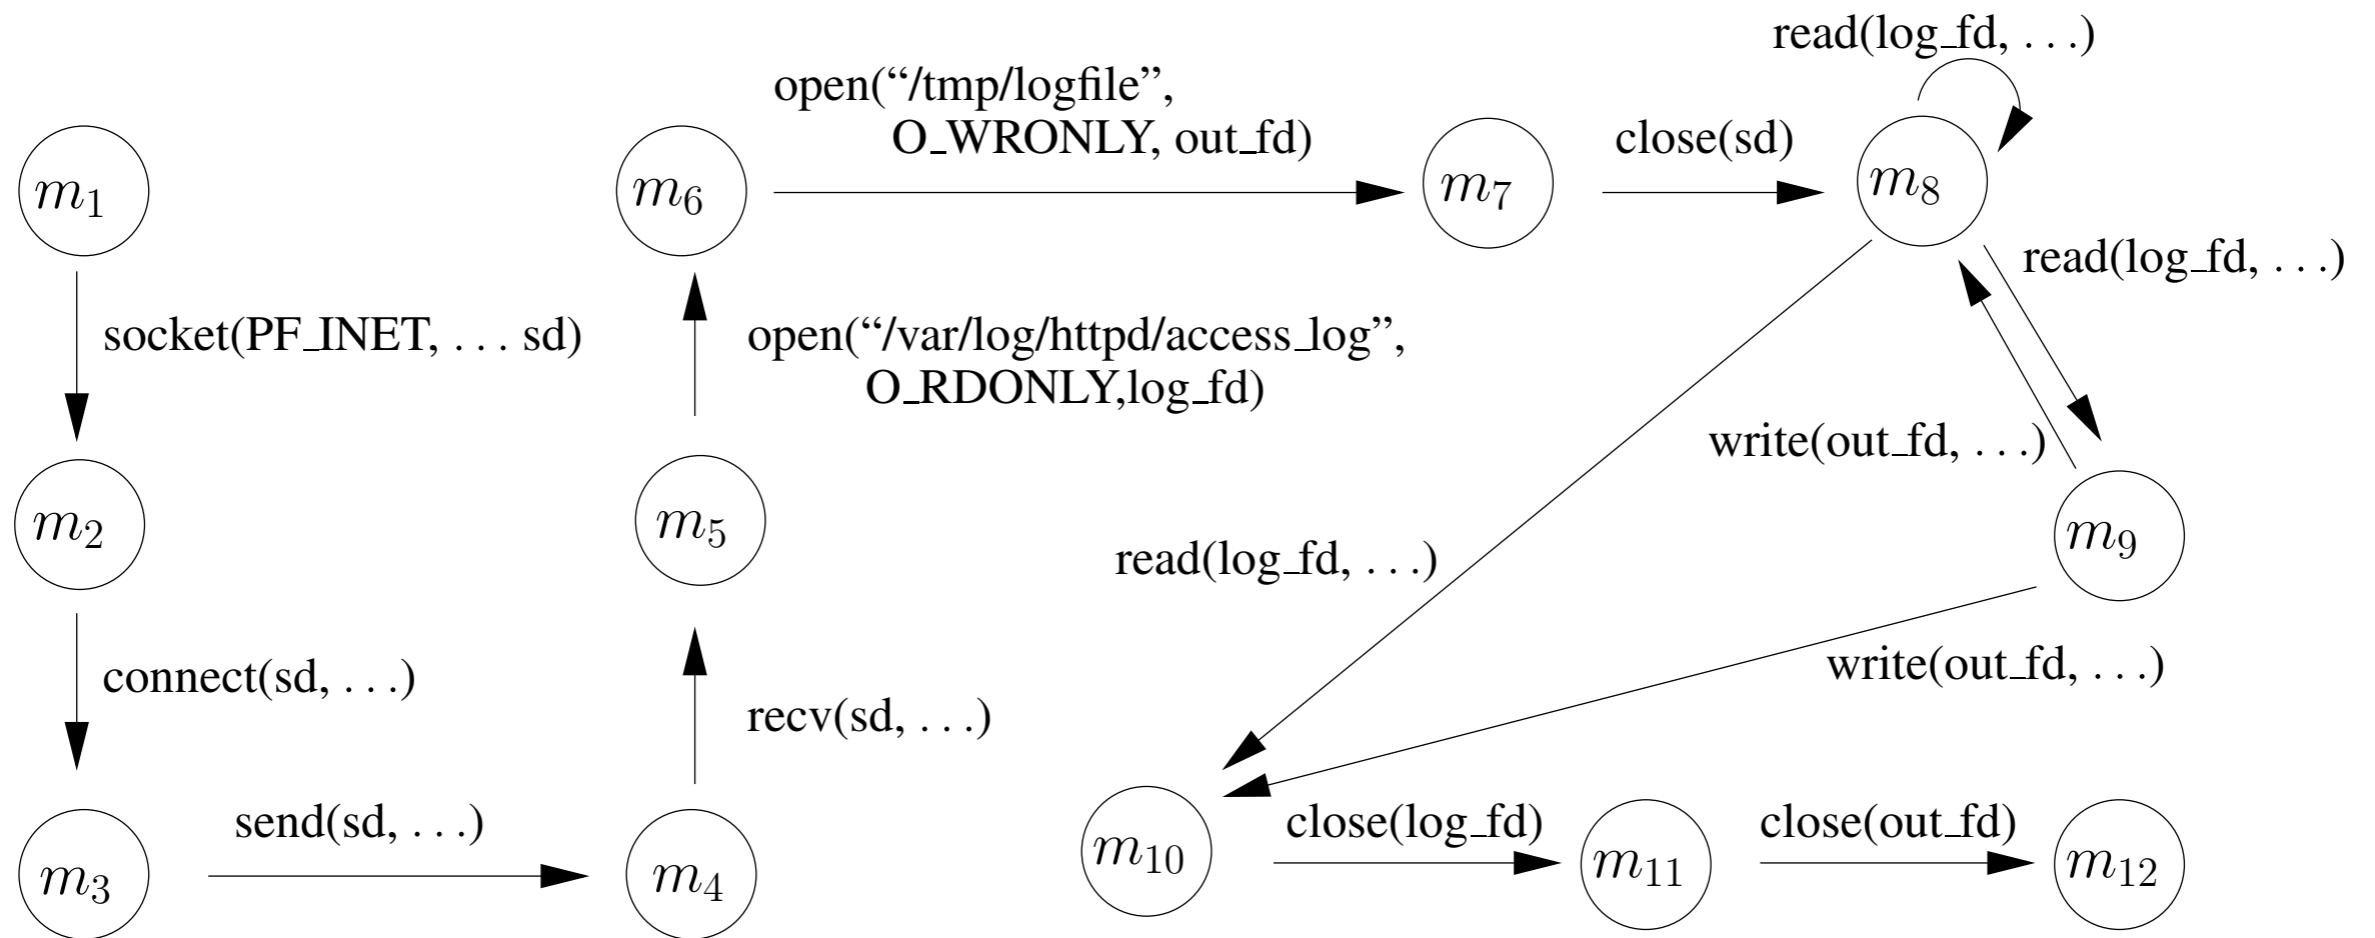 read(log_fd, . . .)
open(“/tmp/logfile”,
O_WRONLY, out_fd)
close(sd)
m1
m6
m7
m8
read(log_fd, . . .)
socket(PF_INET, . . . sd)
open(“/var/log/httpd/access_log”,
O_RDONLY,log_fd)
write(out_fd, . . .)
m2
m5
m9
read(log_fd, . . .)
connect(sd, . . .)
recv(sd, . . .)
write(out_fd, . . .)
send(sd, . . .)
close(log_fd)
close(out_fd)
m3
m4
m10
m11
m12